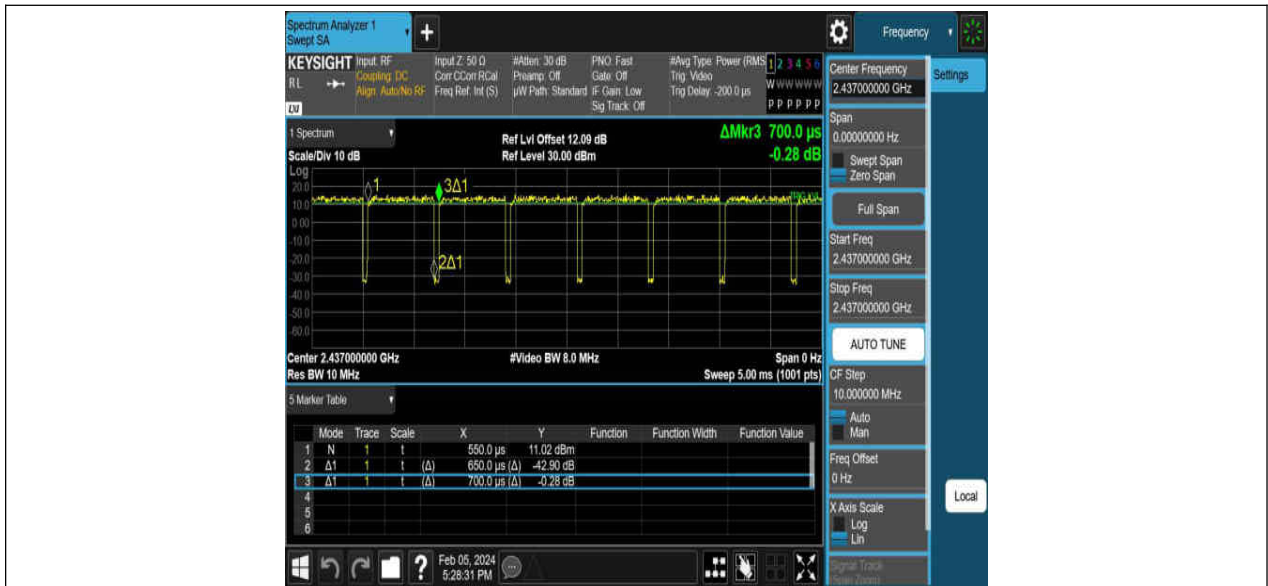 Spectrum Analyzer 1
Swept SA
+
Frequency
KEYSIGHT
RL
LXI
Input: RF
Coupling: DC
Align: Auto/No RF
Input Z: 50 Ω
Corr CCorr RCal
Freq Ref: Int (S)
#Atten: 30 dB
Preamp: Off
µW Path: Standard
PNO: Fast
Gate: Off
IF Gain: Low
Sig Track: Off
#Avg Type: Power (RMS
Trig: Video
Trig Delay: -200.0 µs
1 2 3 4 5 6
W W W W W W
P P P P P P
1 Spectrum
Scale/Div 10 dB
Ref Lvl Offset 12.09 dB
Ref Level 30.00 dBm
ΔMkr3 700.0 µs
-0.28 dB
Log
20.0
10.0
0.00
-10.0
-20.0
-30.0
-40.0
-50.0
-60.0
1
3Δ1
2Δ1
Center 2.437000000 GHz
Res BW 10 MHz
#Video BW 8.0 MHz
Span 0 Hz
Sweep 5.00 ms (1001 pts)
5 Marker Table
Mode Trace Scale X Y Function Function Width Function Value
1 N 1 t 550.0 µs 11.02 dBm
2 Δ1 1 t (Δ) 650.0 µs (Δ) -42.90 dB
3 Δ1 1 t (Δ) 700.0 µs (Δ) -0.28 dB
4
5
6
Feb 05, 2024
5:28:31 PM
Center Frequency
2.437000000 GHz
Settings
Span
0.00000000 Hz
Swept Span
Zero Span
Full Span
Start Freq
2.437000000 GHz
Stop Freq
2.437000000 GHz
AUTO TUNE
CF Step
10.000000 MHz
Auto
Man
Freq Offset
0 Hz
X Axis Scale
Log
Lin
Local
Signal Track
(Span Zoom)